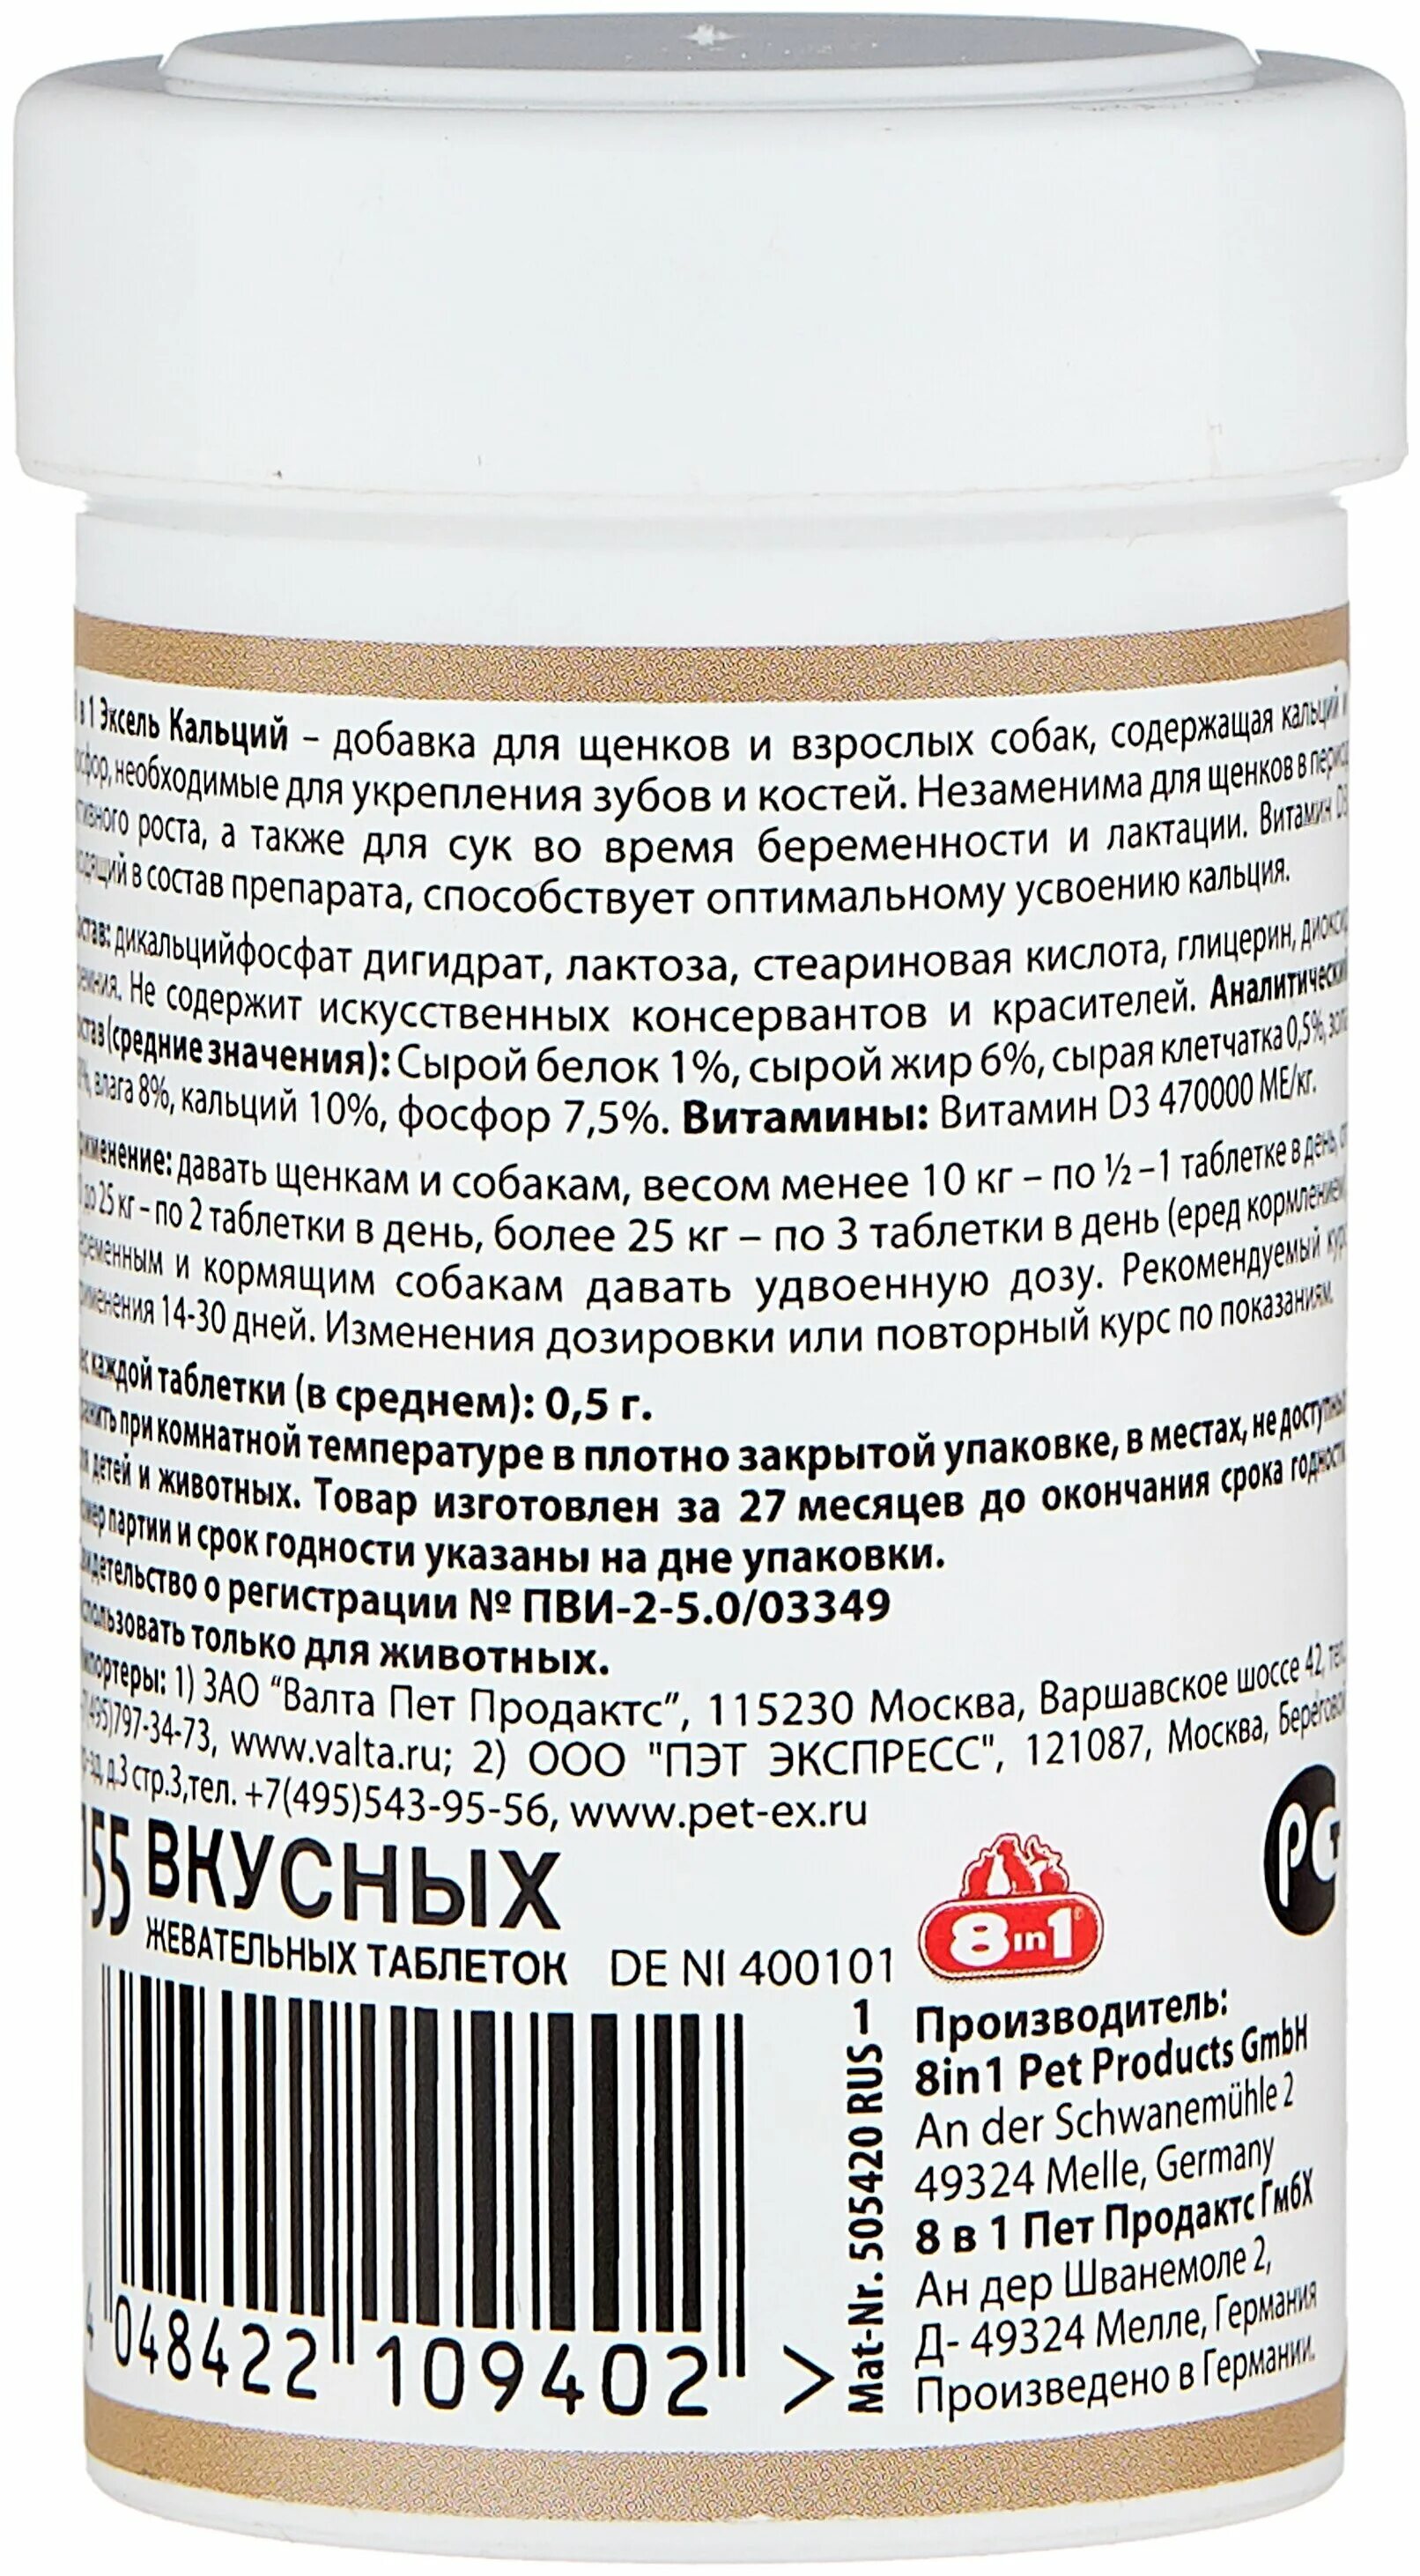 в 1 Эксель Кальций – добавка для щенков и взрослых собак, содержащая кальций и
необходимые для укрепления зубов и костей. Незаменима для щенков в период
роста, а также для сук во время беременности и лактации. Витамин D3
в состав препарата, способствует оптимальному усвоению кальция.
дикальцийфосфат дигидрат, лактоза, стеариновая кислота, глицерин,
Не содержит искусственных консервантов и красителей. Аналитический
(средние значения): Сырой белок 1%, сырой жир 6%, сырая клетчатка 0,5%,
влага 8%, кальций 10%, фосфор 7,5%. Витамины: Витамин D3 470000 МЕ/кг.
давать щенкам и собакам, весом менее 10 кг – по ½ –1 таблетке в день,
до 25 кг – по 2 таблетки в день, более 25 кг – по 3 таблетки в день (еред кормлением)
и кормящим собакам давать удвоенную дозу. Рекомендуемый курс
14-30 дней. Изменения дозировки или повторный курс по показаниям.
каждой таблетки (в среднем): 0,5 г.
при комнатной температуре в плотно закрытой упаковке, в местах, не доступных
детей и животных. Товар изготовлен за 27 месяцев до окончания срока годности
партии и срок годности указаны на дне упаковки.
о регистрации № ПВИ-2-5.0/03349
только для животных.
1) ЗАО “Валта Пет Продактс”, 115230 Москва, Варшавское шоссе 42, тел.
(495)797-34-73, www.valta.ru; 2) ООО "ПЭТ ЭКСПРЕСС", 121087, Москва,
д.3 стр.3,тел. +7(495)543-95-56, www.pet-ex.ru
155 ВКУСНЫХ
ЖЕВАТЕЛЬНЫХ ТАБЛЕТОК DE NI 400101
8in1®
РСТ
4 048422 109402 >
Mat-Nr. 505420 RUS – 1
Производитель:
8in1 Pet Products GmbH
An der Schwanemühle 2
49324 Melle, Germany
8 в 1 Пет Продактс ГмбХ
Ан дер Шванемоле 2,
Д- 49324 Мелле, Германия
Произведено в Германии.